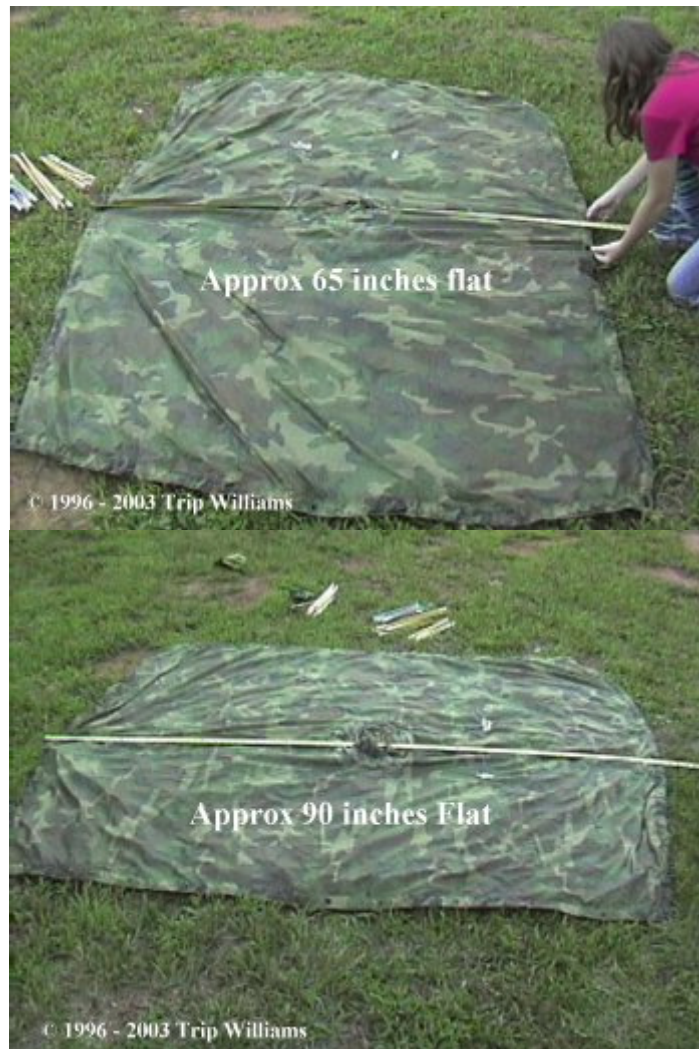 Approx 65 inches flat
© 1996 - 2003 Trip Williams
Approx 90 inches Flat
© 1996 - 2003 Trip Williams